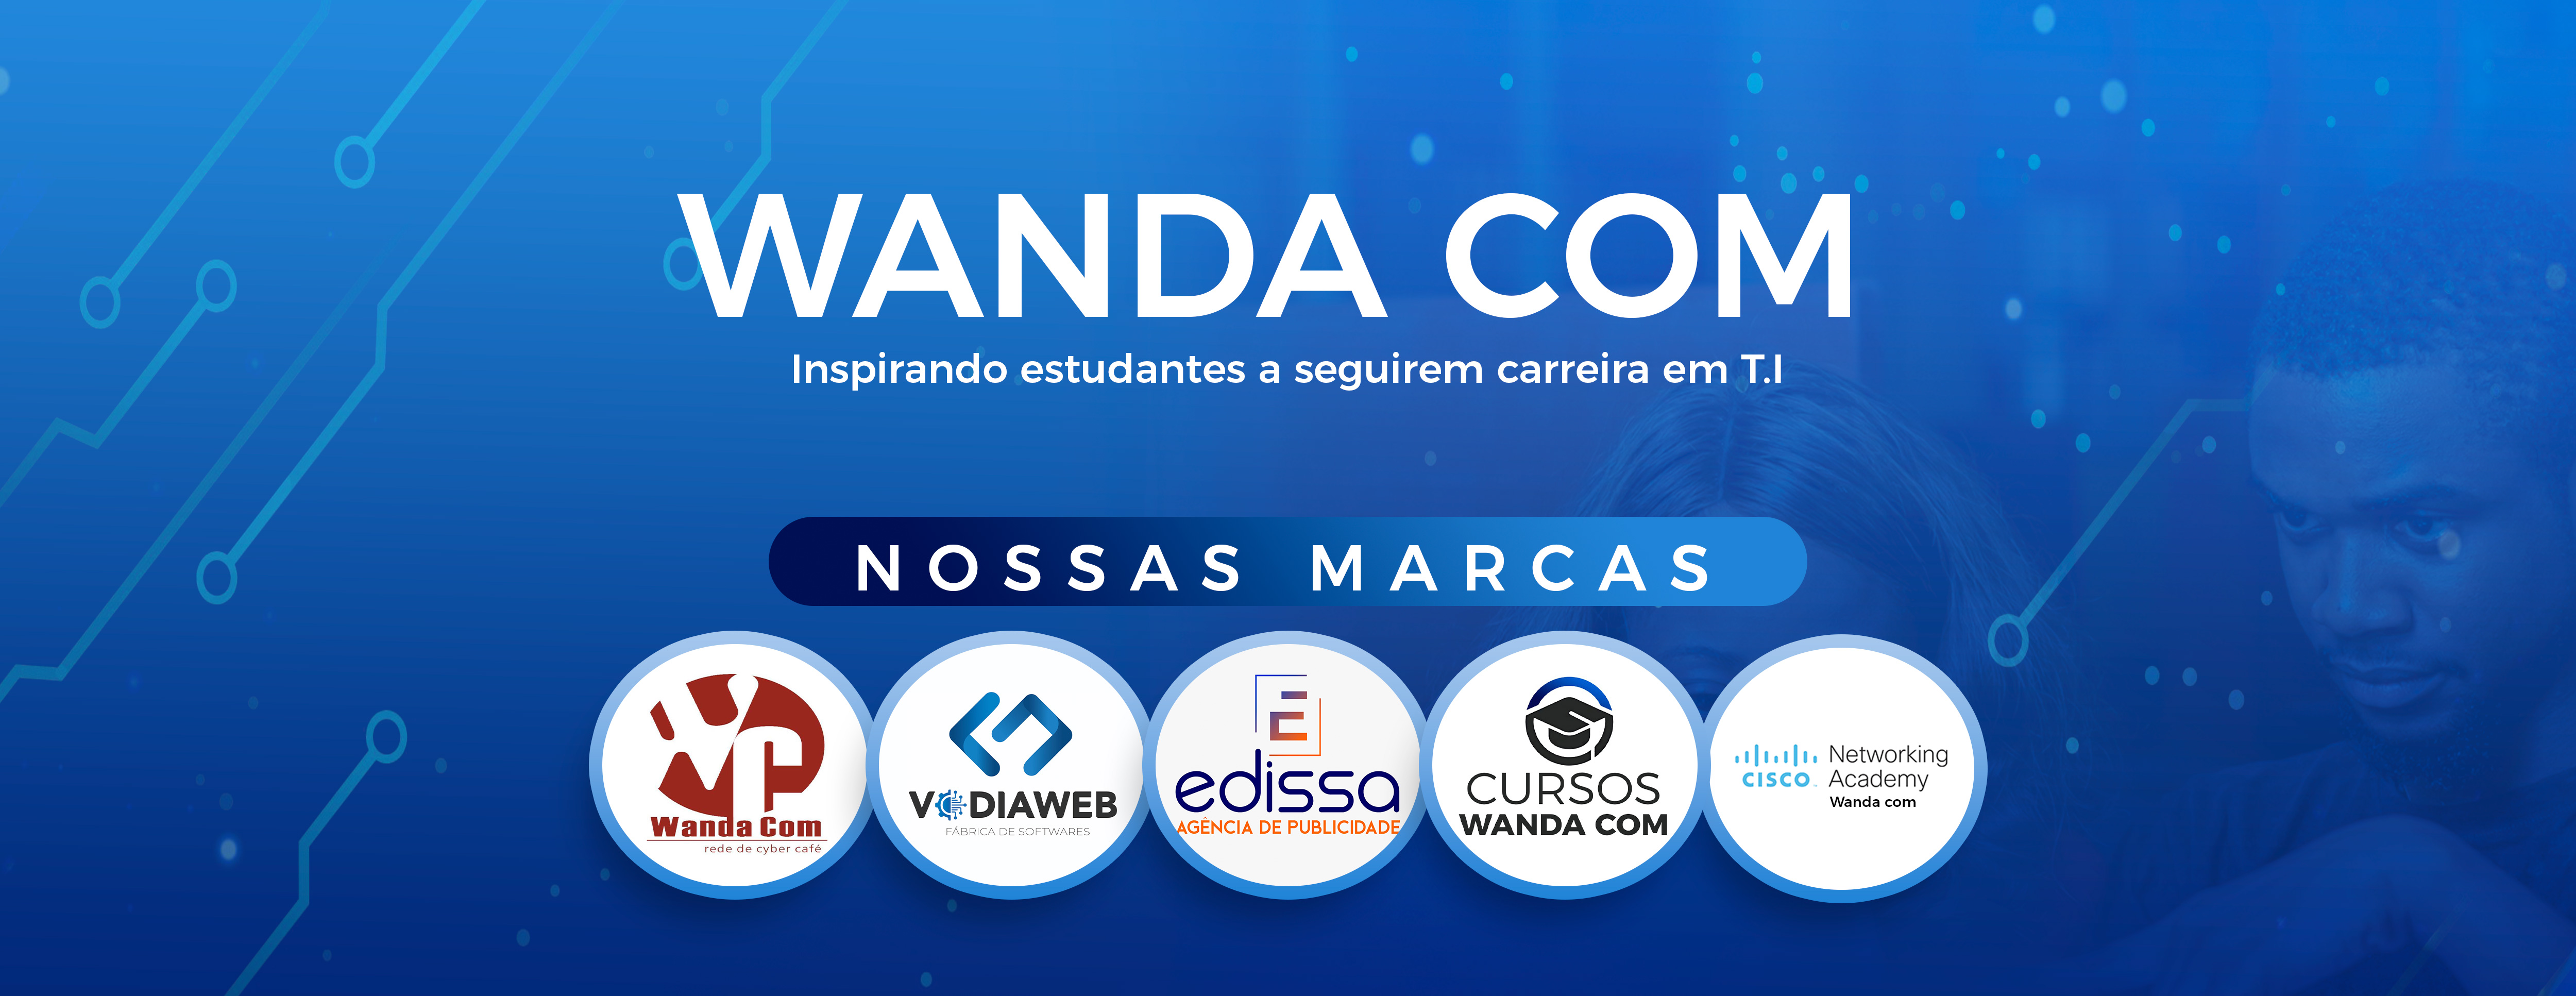 WANDA COM
Inspirando estudantes a seguirem carreira em T.I
NOSSAS MARCAS
Wanda Com
rede de cyber café
VODIAWEB
FÁBRICA DE SOFTWARES
E
edissa
AGÊNCIA DE PUBLICIDADE
CURSOS
WANDA COM
CISCO
Networking
Academy
Wanda com